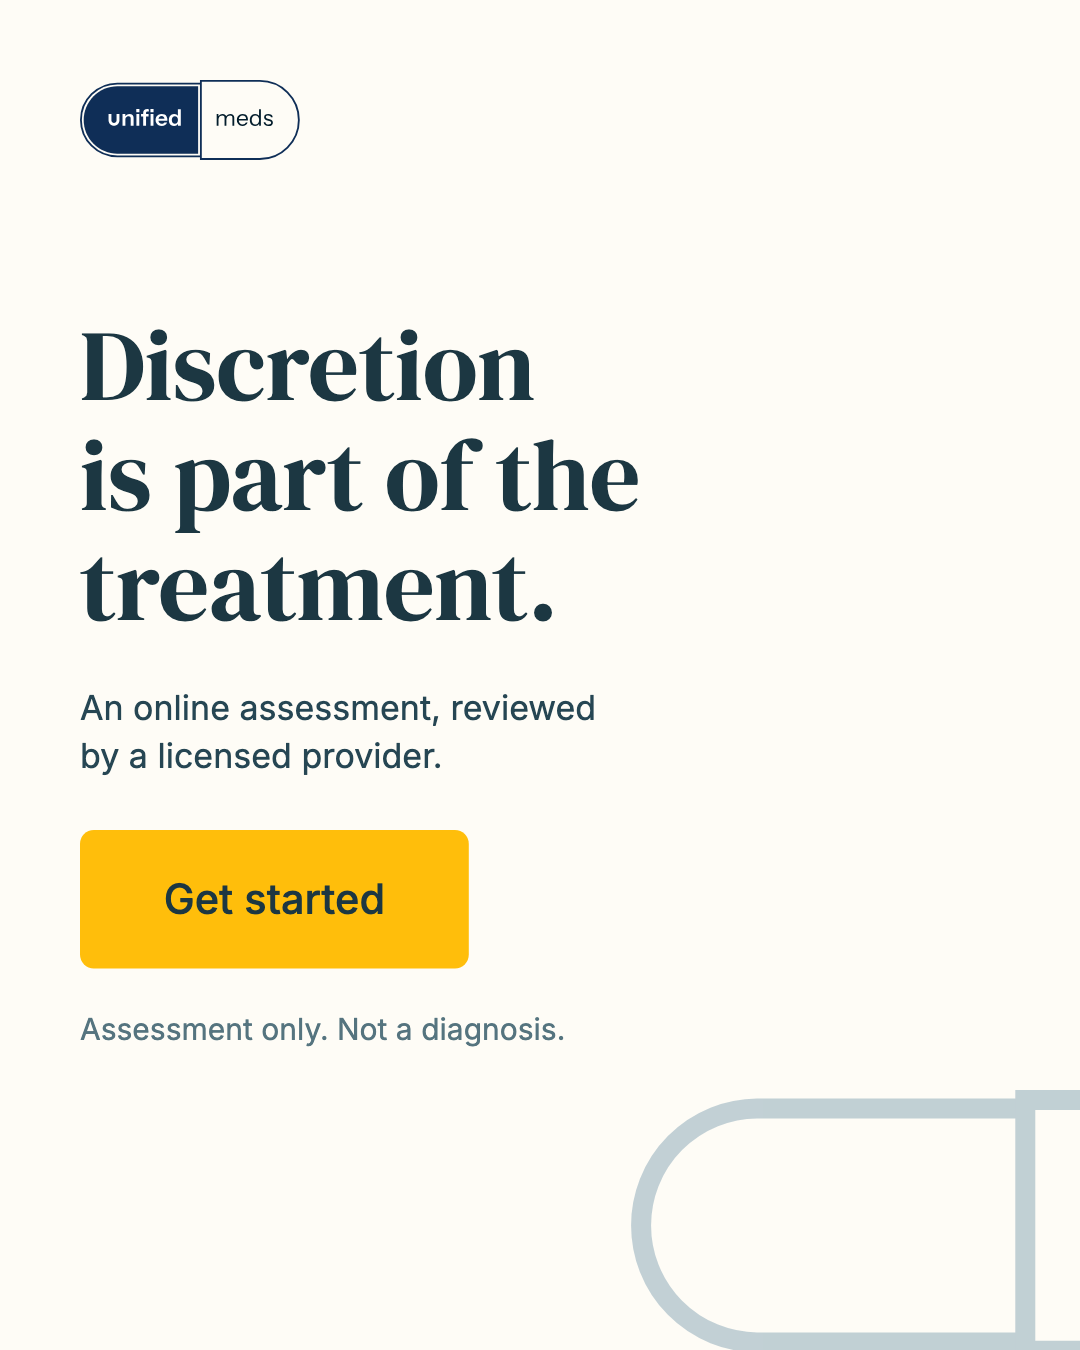 unified meds
Discretion
is part of the
treatment.
An online assessment, reviewed
by a licensed provider.
Get started
Assessment only. Not a diagnosis.